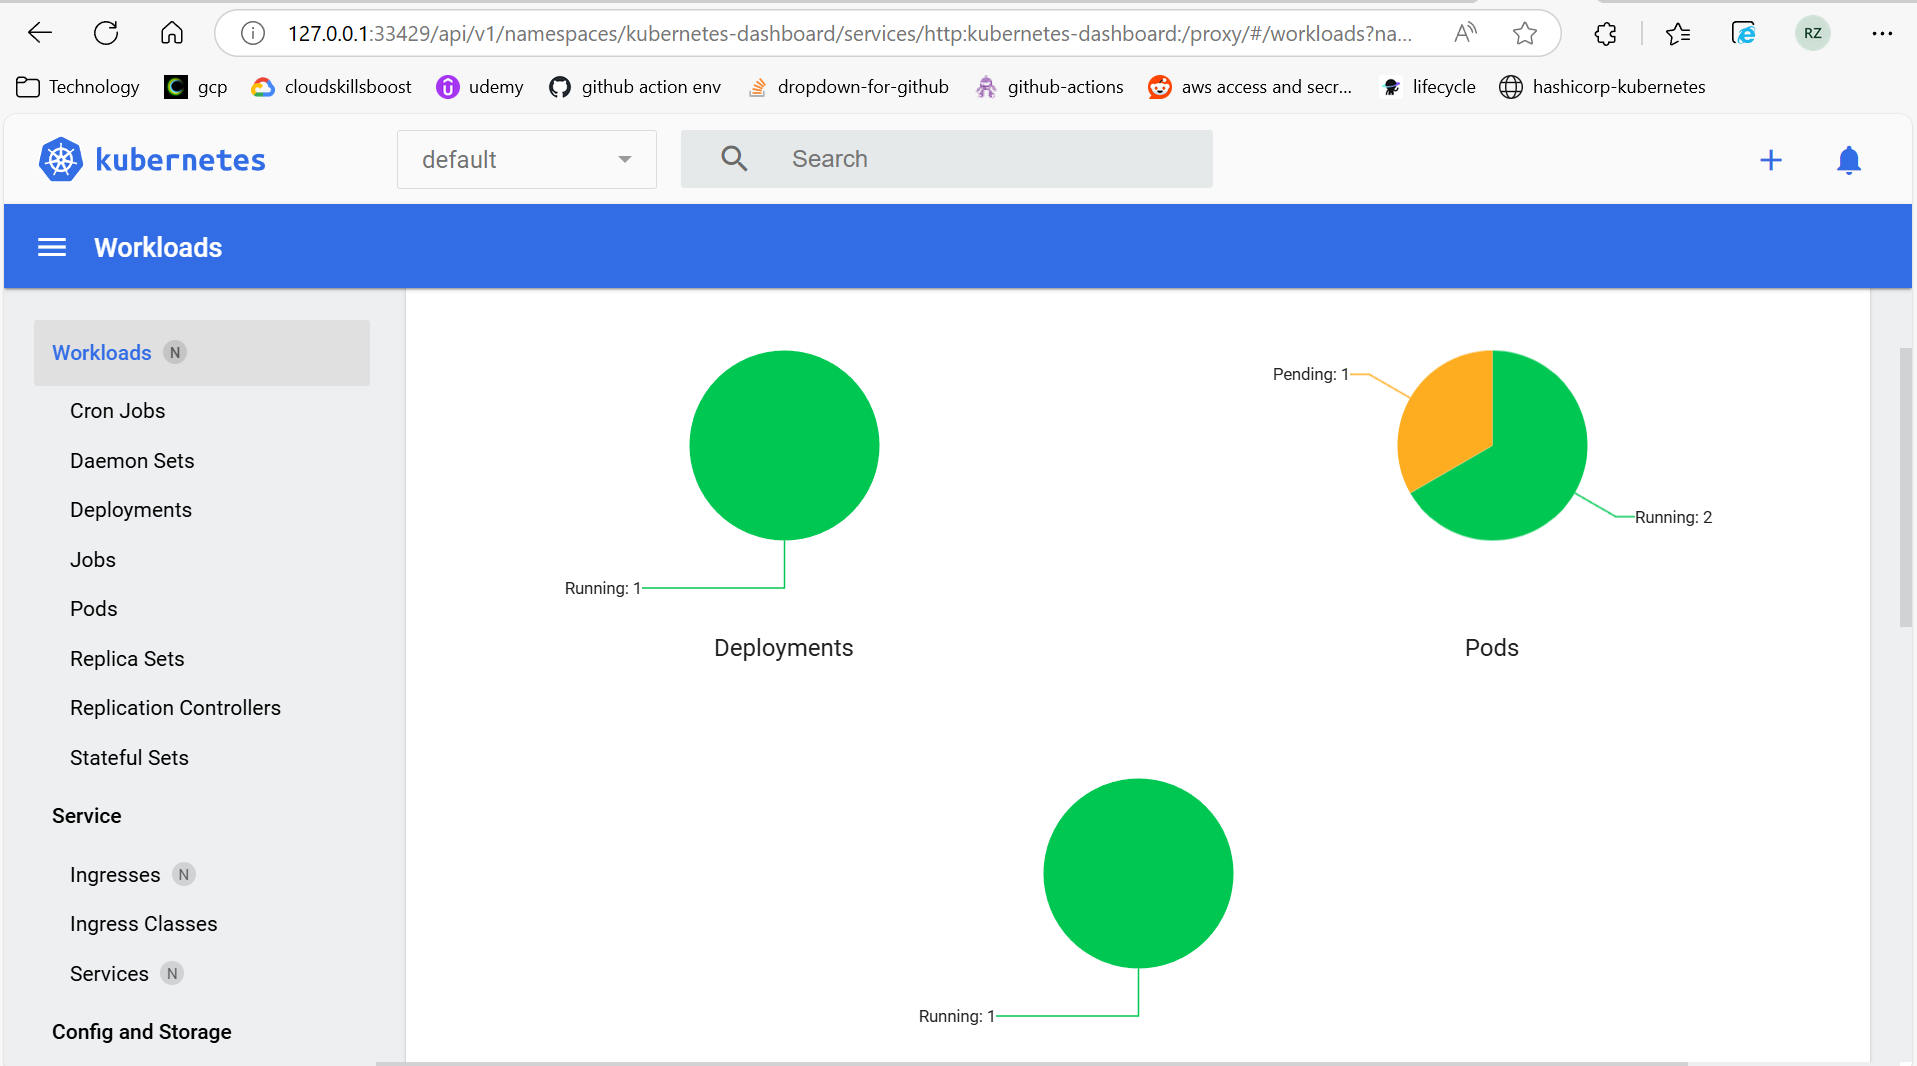 127.0.0.1:33429/api/v1/namespaces/kubernetes-dashboard/services/http:kubernetes-dashboard:/proxy/#/workloads?na...
RZ
Technology gcp cloudskillsboost udemy github action env dropdown-for-github github-actions aws access and secr... lifecycle hashicorp-kubernetes
kubernetes
default
Search
Workloads
Workloads N
Cron Jobs
Daemon Sets
Deployments
Jobs
Pods
Replica Sets
Replication Controllers
Stateful Sets
Service
Ingresses N
Ingress Classes
Services N
Config and Storage
Running: 1
Deployments
Pending: 1
Running: 2
Pods
Running: 1